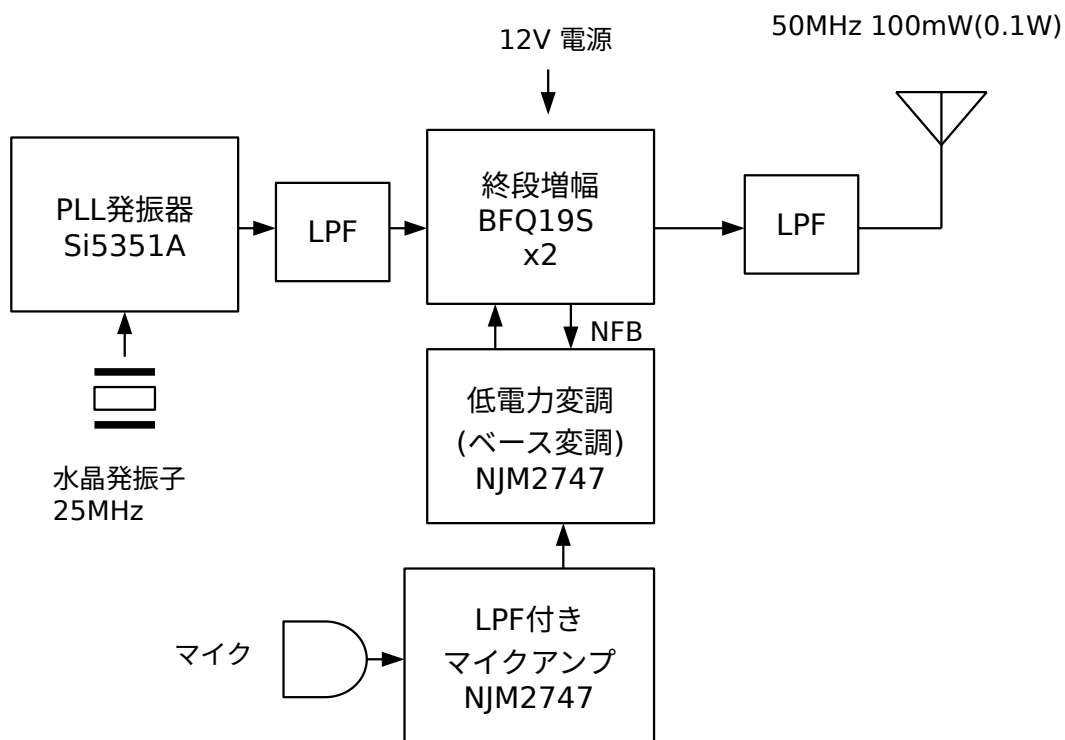 50MHz 100mW(0.1W)
12V 電源
PLL発振器
Si5351A
LPF
終段増幅
BFQ19S
x2
LPF
NFB
低電力変調
(ベース変調)
NJM2747
水晶発振子
25MHz
マイク
LPF付き
マイクアンプ
NJM2747